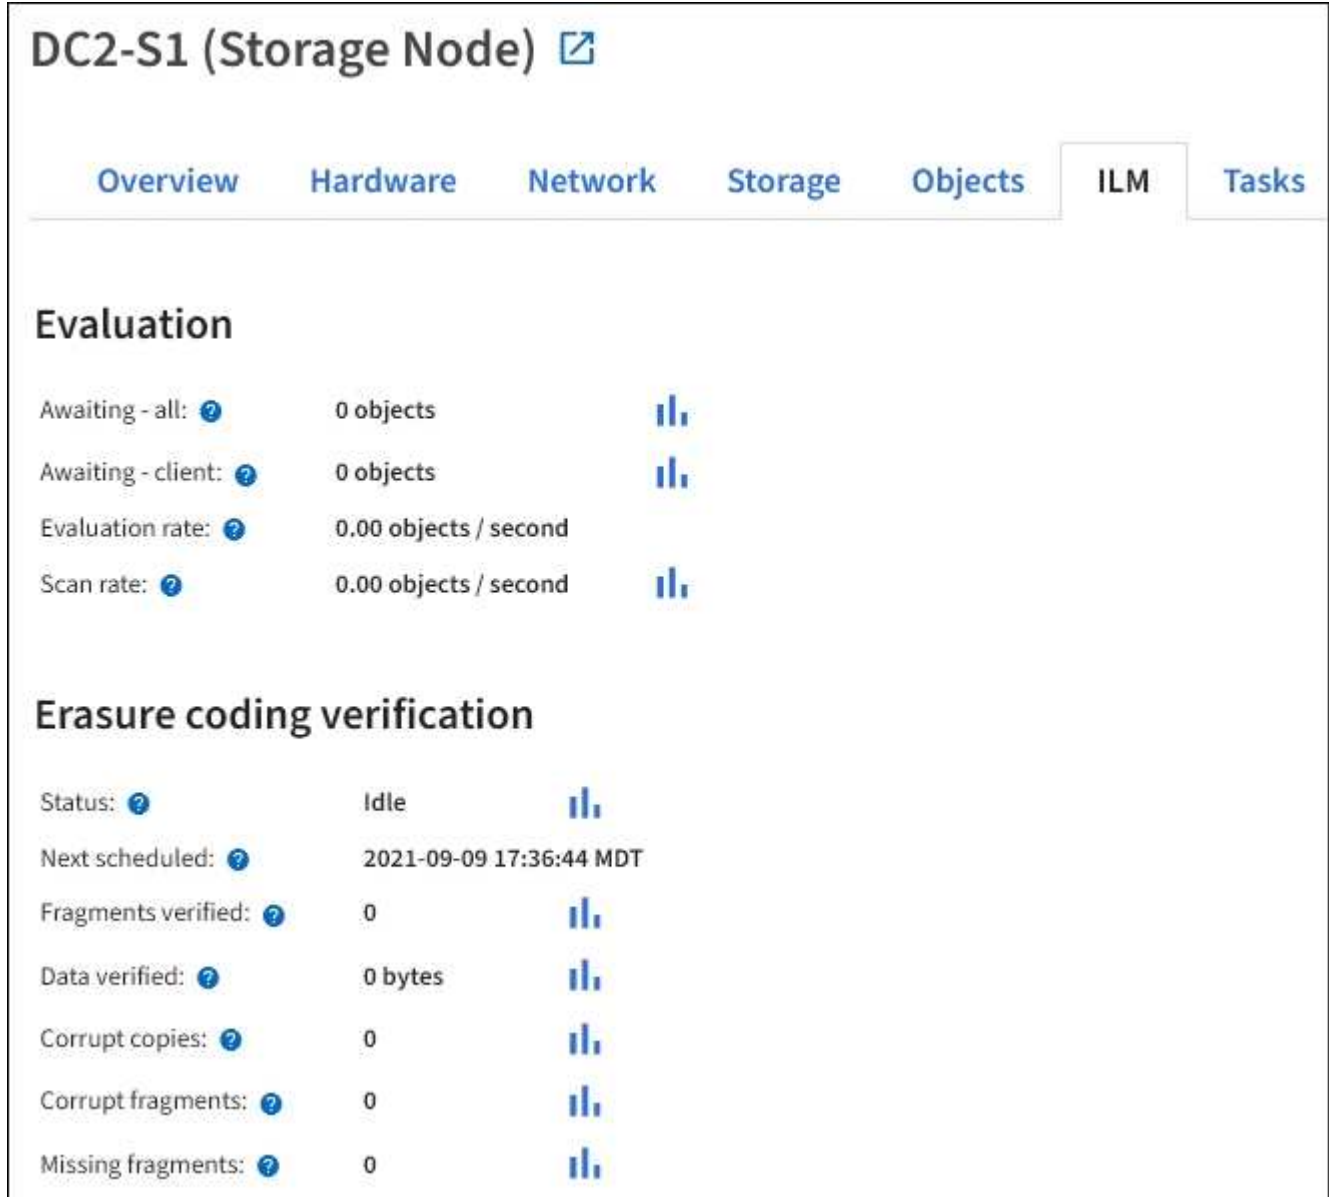 DC2-S1 (Storage Node)
Overview Hardware Network Storage Objects ILM Tasks
Evaluation
Awaiting - all: 0 objects
Awaiting - client: 0 objects
Evaluation rate: 0.00 objects / second
Scan rate: 0.00 objects / second
Erasure coding verification
Status: Idle
Next scheduled: 2021-09-09 17:36:44 MDT
Fragments verified: 0
Data verified: 0 bytes
Corrupt copies: 0
Corrupt fragments: 0
Missing fragments: 0